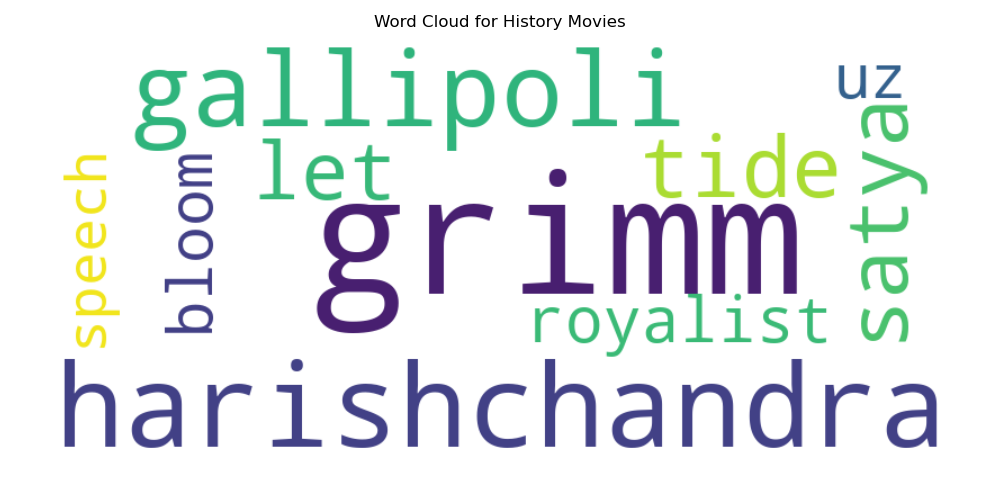 Word Cloud for History Movies
gallipoli
uz
let
tide
satya
speech
bloom
grimm
royalist
harishchandra